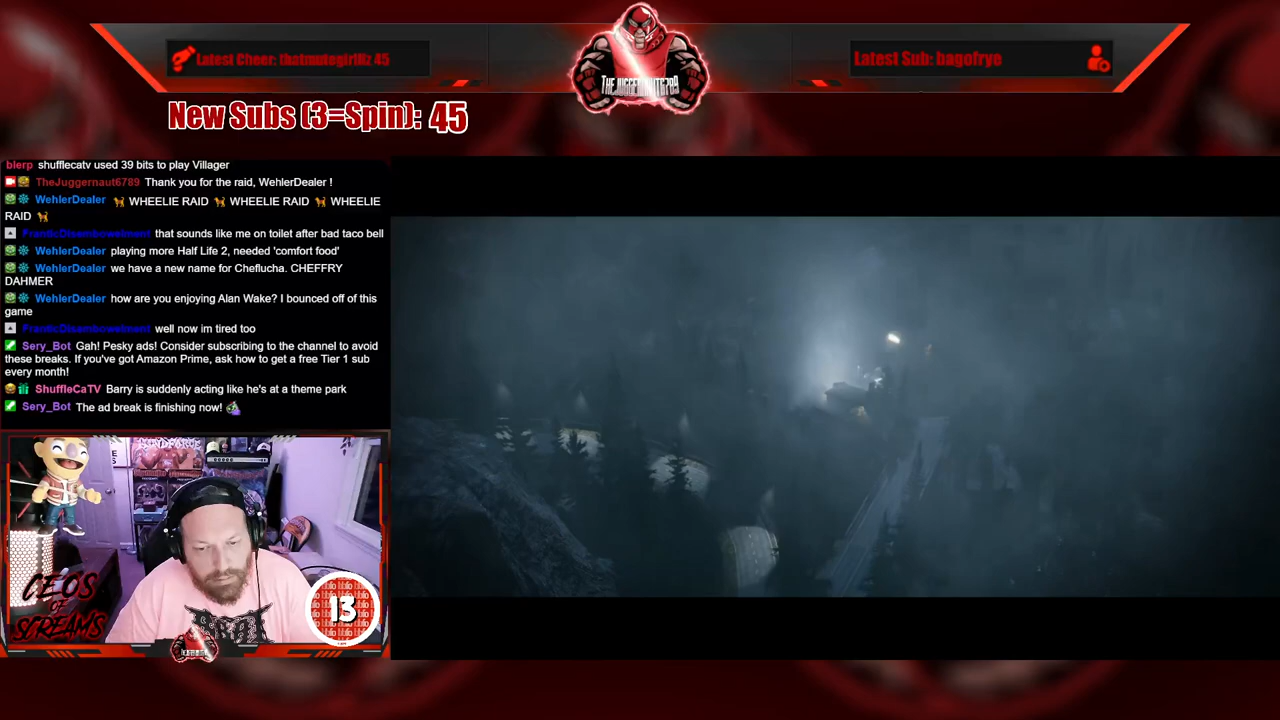 Latest Cheer: thatmutegirlliz 45
THEJUGGERNAUT6789
Latest Sub: bagofrye
New Subs (3=Spin): 45
blerp shufflecatv used 39 bits to play Villager
TheJuggernaut6789 Thank you for the raid, WehlerDealer !
WehlerDealer WHEELIE RAID WHEELIE RAID WHEELIE
RAID
FranticDisembowelment that sounds like me on toilet after bad taco bell
WehlerDealer playing more Half Life 2, needed 'comfort food'
WehlerDealer we have a new name for Cheflucha. CHEFFRY
DAHMER
WehlerDealer how are you enjoying Alan Wake? I bounced off of this
game
FranticDisembowelment well now im tired too
Sery_Bot Gah! Pesky ads! Consider subscribing to the channel to avoid
these breaks. If you've got Amazon Prime, ask how to get a free Tier 1 sub
every month!
ShuffleCaTV Barry is suddenly acting like he's at a theme park
Sery_Bot The ad break is finishing now!
CEO'S
OF
STREAMS
13